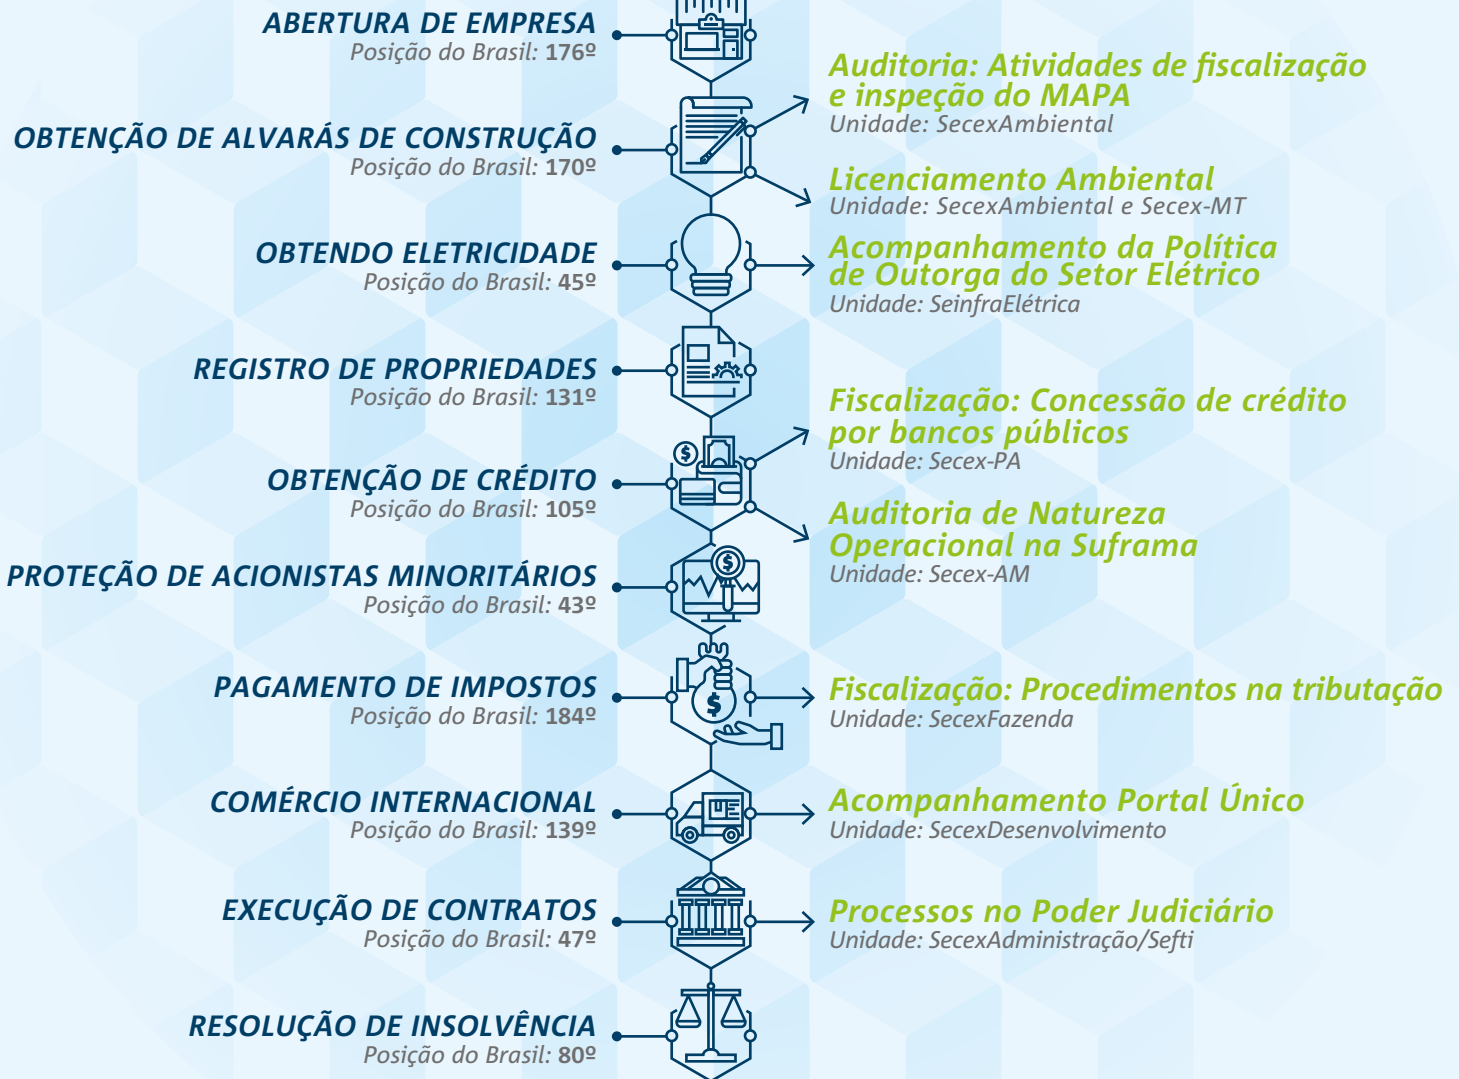 ABERTURA DE EMPRESA
Posição do Brasil: 176º
OBTENÇÃO DE ALVARÁS DE CONSTRUÇÃO
Posição do Brasil: 170º
Auditoria: Atividades de fiscalização
e inspeção do MAPA
Unidade: SecexAmbiental
Licenciamento Ambiental
Unidade: SecexAmbiental e Secex-MT
OBTENDO ELETRICIDADE
Posição do Brasil: 45º
Acompanhamento da Política
de Outorga do Setor Elétrico
Unidade: SeinfraElétrica
REGISTRO DE PROPRIEDADES
Posição do Brasil: 131º
OBTENÇÃO DE CRÉDITO
Posição do Brasil: 105º
Fiscalização: Concessão de crédito
por bancos públicos
Unidade: Secex-PA
Auditoria de Natureza
Operacional na Suframa
Unidade: Secex-AM
PROTEÇÃO DE ACIONISTAS MINORITÁRIOS
Posição do Brasil: 43º
PAGAMENTO DE IMPOSTOS
Posição do Brasil: 184º
Fiscalização: Procedimentos na tributação
Unidade: SecexFazenda
COMÉRCIO INTERNACIONAL
Posição do Brasil: 139º
Acompanhamento Portal Único
Unidade: SecexDesenvolvimento
EXECUÇÃO DE CONTRATOS
Posição do Brasil: 47º
Processos no Poder Judiciário
Unidade: SecexAdministração/Sefti
RESOLUÇÃO DE INSOLVÊNCIA
Posição do Brasil: 80º